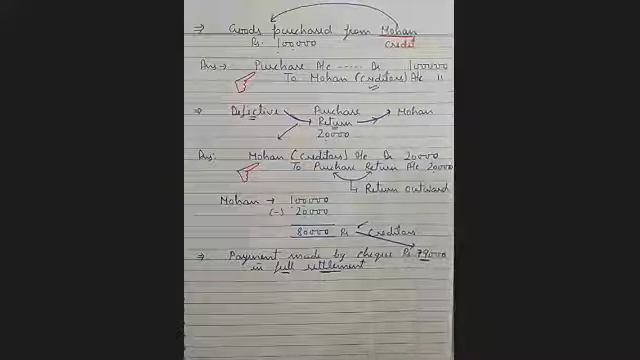 ⇒ Goods purchased from Mohan
Rs. 100000 credit
Ans → Purchase A/c ----- Dr 100000
To Mohan (Creditors) A/c "
⇒ Defective Purchase
Return → Mohan
20000
Ans: Mohan (Creditors) A/c Dr 20000
To Purchase Return A/c 20000
→ Return outward
Mohan → 100000
(-) 20000
80000 Rs Creditors
⇒ Payment made by cheque Rs 79000
in full settlement